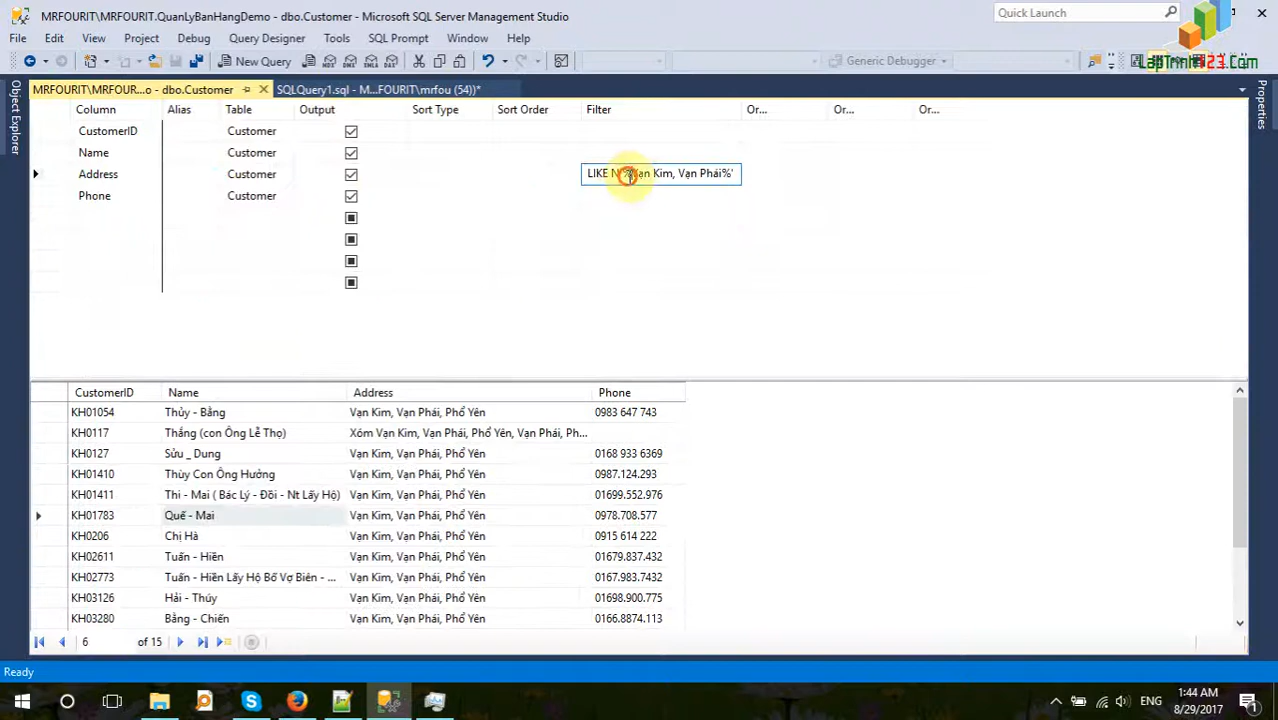 MRFOURIT\MRFOURIT.QuanLyBanHangDemo - dbo.Customer - Microsoft SQL Server Management Studio
Quick Launch
File Edit View Project Debug Query Designer Tools SQL Prompt Window Help
New Query
Generic Debugger
LapTrinh123.Com
MRFOURIT\MRFOUR...o - dbo.Customer
SQLQuery1.sql - M...FOURIT\mrfou (54))*
Object Explorer
Properties
Column Alias Table Output Sort Type Sort Order Filter Or... Or... Or...
CustomerID Customer
Name Customer
Address Customer LIKE N'%Vạn Kim, Vạn Phái%'
Phone Customer
CustomerID Name Address Phone
KH01054 Thủy - Bằng Vạn Kim, Vạn Phái, Phổ Yên 0983 647 743
KH0117 Thắng (con Ông Lễ Thọ) Xóm Vạn Kim, Vạn Phái, Phổ Yên, Vạn Phái, Ph...
KH0127 Sửu _ Dung Vạn Kim, Vạn Phái, Phổ Yên 0168 933 6369
KH01410 Thùy Con Ông Hưởng Vạn Kim, Vạn Phái, Phổ Yên 0987.124.293
KH01411 Thi - Mai ( Bác Lý - Đồi - Nt Lấy Hộ) Vạn Kim, Vạn Phái, Phổ Yên 01699.552.976
KH01783 Quế - Mai Vạn Kim, Vạn Phái, Phổ Yên 0978.708.577
KH0206 Chị Hà Vạn Kim, Vạn Phái, Phổ Yên 0915 614 222
KH02611 Tuấn - Hiền Vạn Kim, Vạn Phái, Phổ Yên 01679.837.432
KH02773 Tuấn - Hiền Lấy Hộ Bố Vợ Biên - ... Vạn Kim, Vạn Phái, Phổ Yên 0167.983.7432
KH03126 Hải - Thúy Vạn Kim, Vạn Phái, Phổ Yên 01698.900.775
KH03280 Bằng - Chiến Vạn Kim, Vạn Phái, Phổ Yên 0166.8874.113
6 of 15
Ready
ENG
1:44 AM
8/29/2017
1